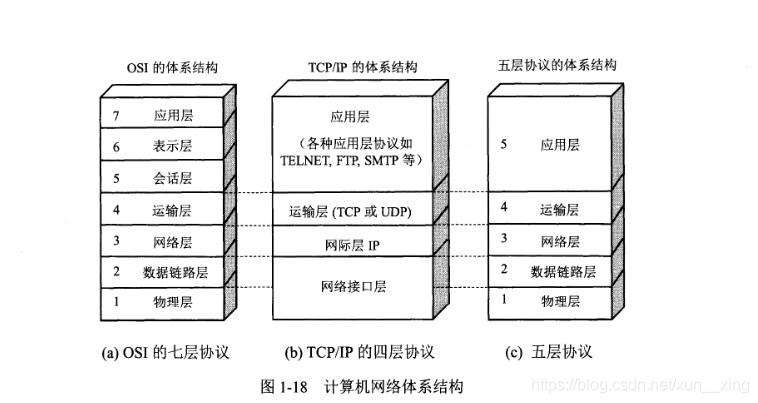 OSI 的体系结构
TCP/IP 的体系结构
五层协议的体系结构
7 应用层
6 表示层
5 会话层
4 运输层
3 网络层
2 数据链路层
1 物理层
应用层
(各种应用层协议如
TELNET, FTP, SMTP 等)
运输层 (TCP 或 UDP)
网际层 IP
网络接口层
5 应用层
4 运输层
3 网络层
2 数据链路层
1 物理层
(a) OSI 的七层协议
(b) TCP/IP 的四层协议
(c) 五层协议
图 1-18 计算机网络体系结构
https://blog.csdn.net/xun__xing